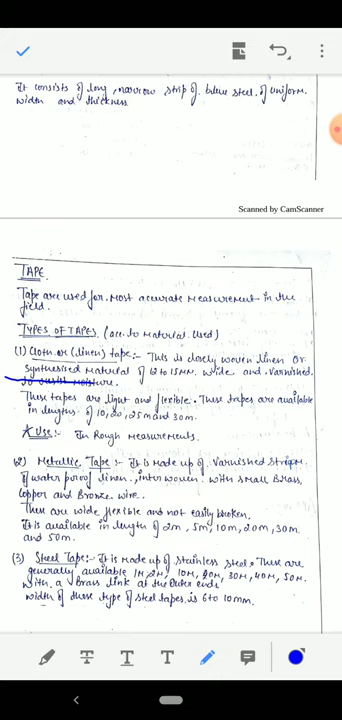 It consists of long, narrow strip of blue steel of uniform
width and thickness
Scanned by CamScanner
TAPE
Tape are used for most accurate measurement in the
field.
TYPES OF TAPES (acc. to Material Used)
(1) Cloth or (linen) tape :- This is closely woven linen or
synthesised material of 12 to 15mm wide and varnished
to resist moisture.
These tapes are light and flexible. These tapes are available
in lengths of 10, 20, 25m and 30m.
* Use :- In Rough measurements.
(2) Metallic Tape :- It is made up of varnished strip
of water proof linen, interwoven with small Brass,
Copper and Bronze wire.
These are wide flexible and not easily broken.
It is available in length of 2m, 5m, 10m, 20m, 30m
and 50m.
(3) Steel Tape:- It is made up of stainless steel. These are
generally available 1m, 2m, 10m, 20m, 30m, 40m, 50m.
with a Brass link at the outer ends
width of these type of steel tapes is 6 to 10mm.